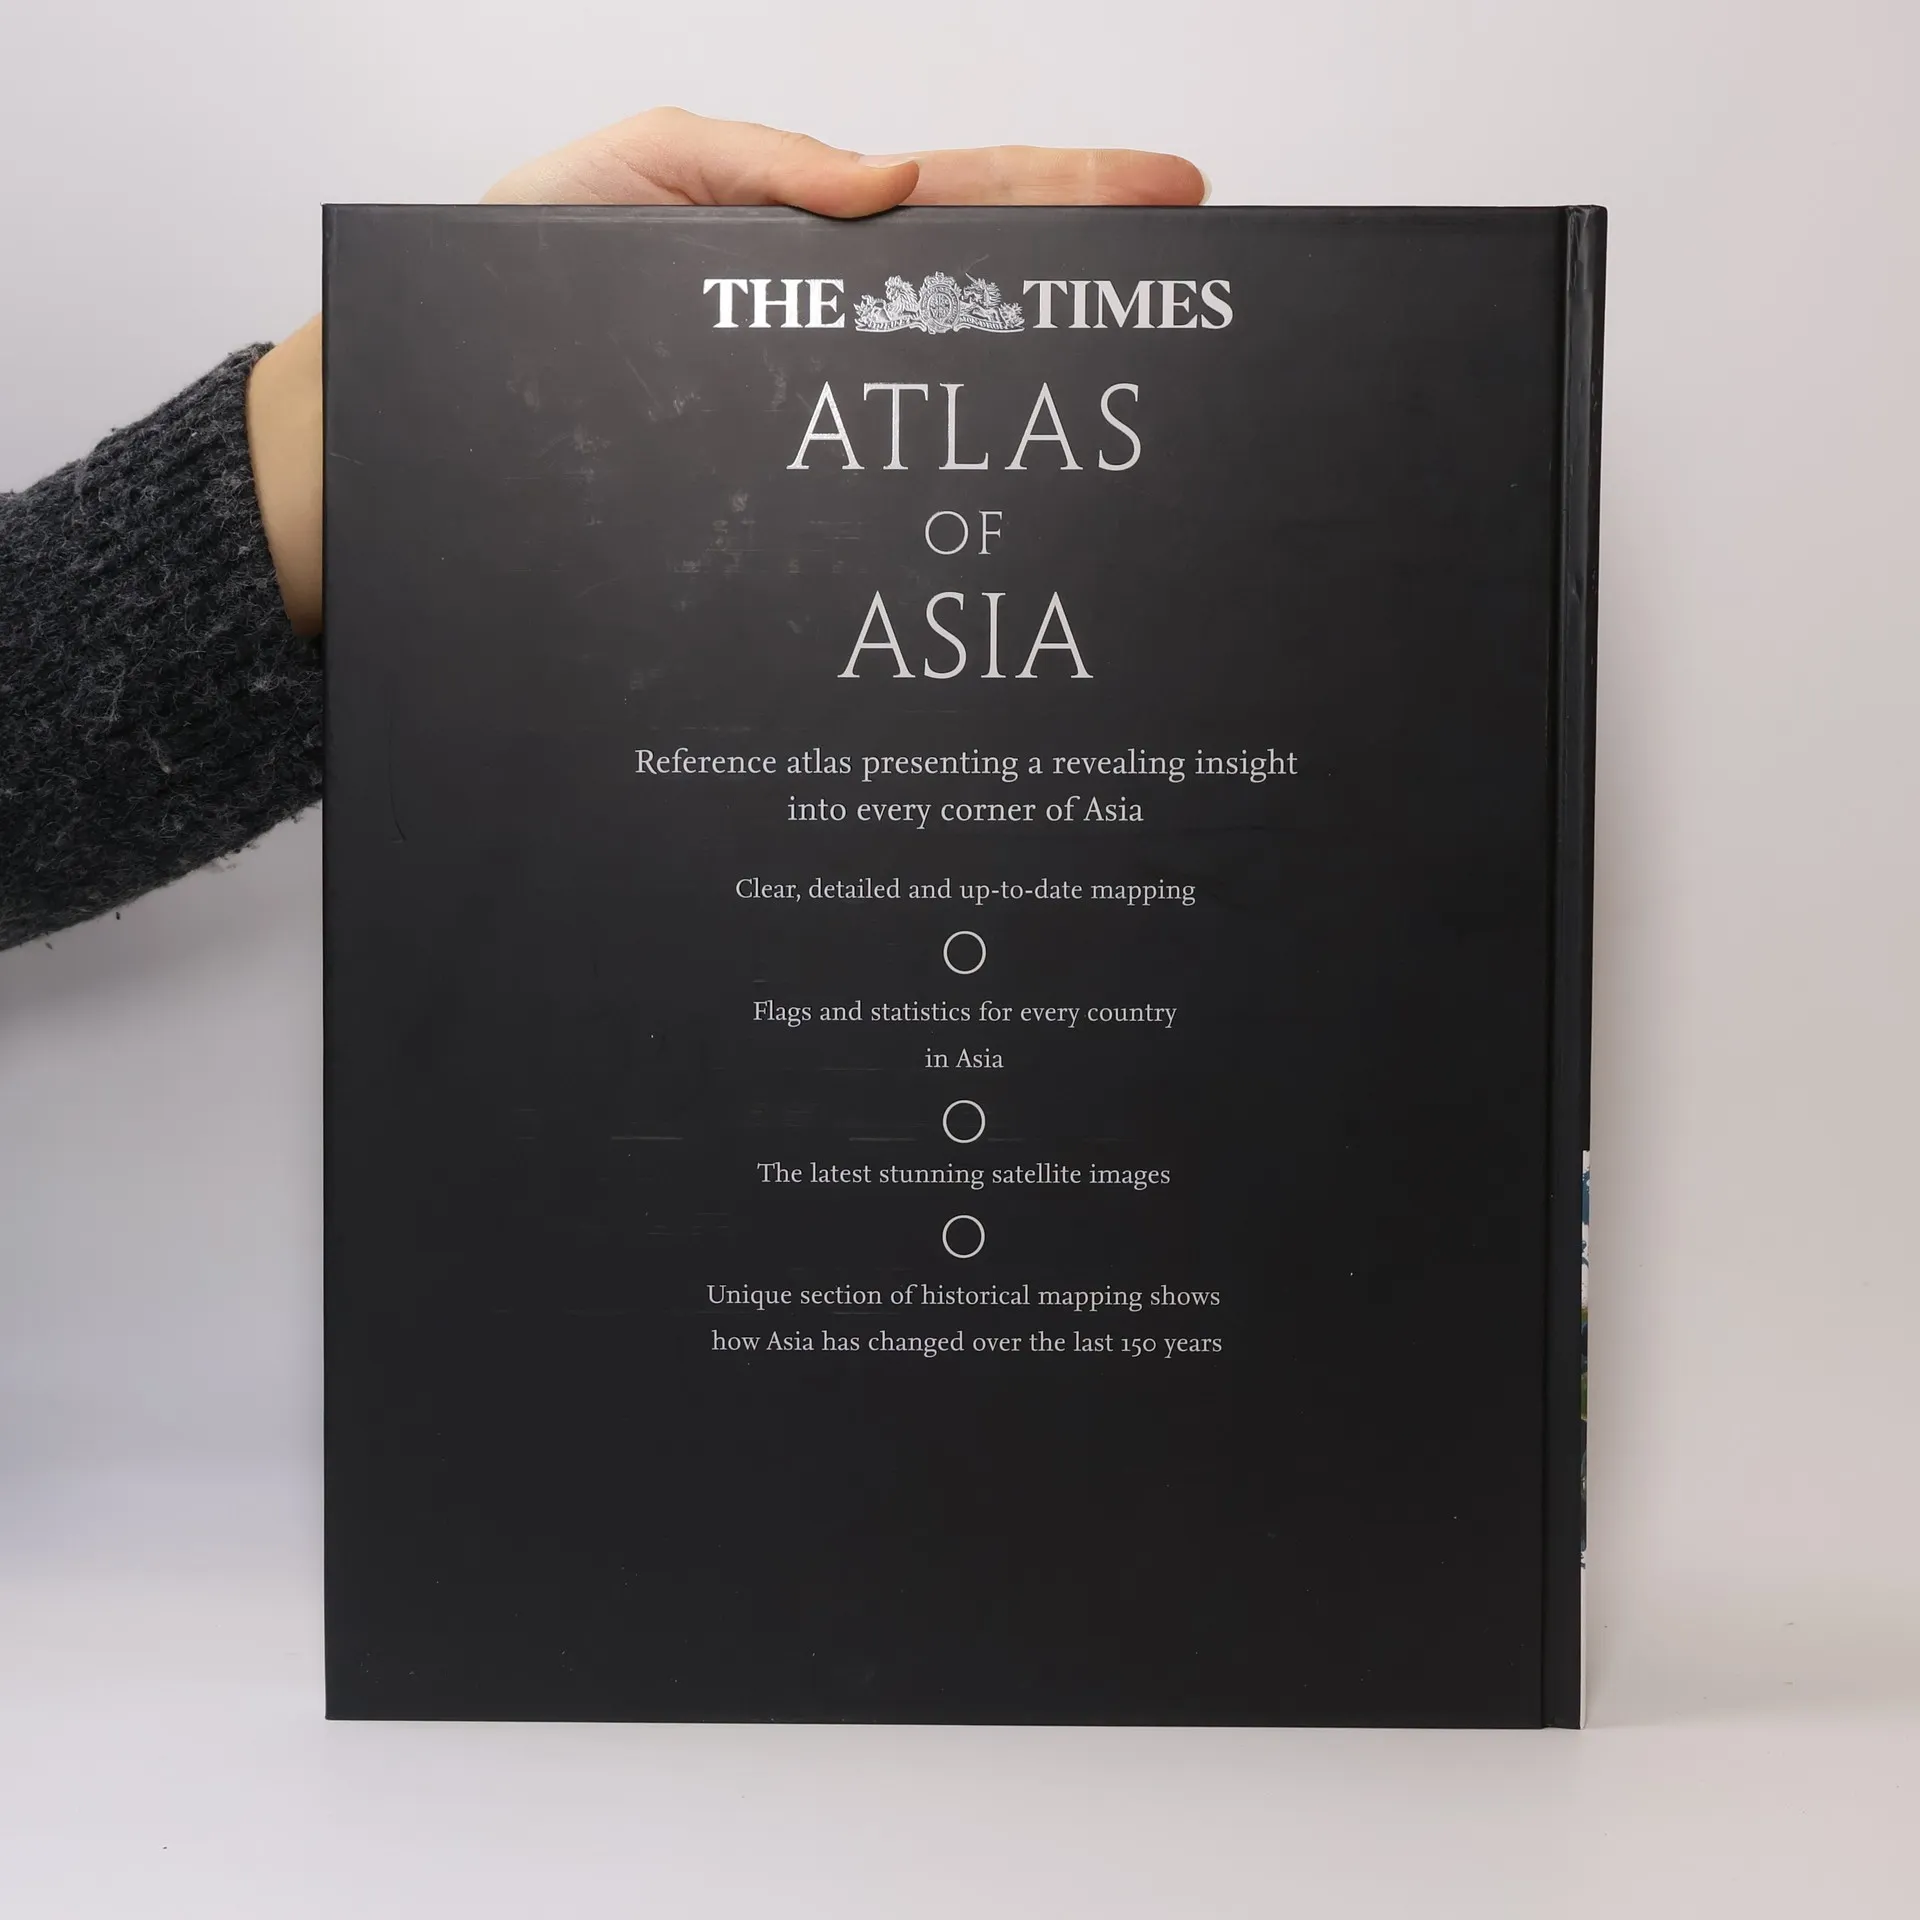 THE TIMES
ATLAS
OF
ASIA
Reference atlas presenting a revealing insight
into every corner of Asia
Clear, detailed and up-to-date mapping
Flags and statistics for every country
in Asia
The latest stunning satellite images
Unique section of historical mapping shows
how Asia has changed over the last 150 years